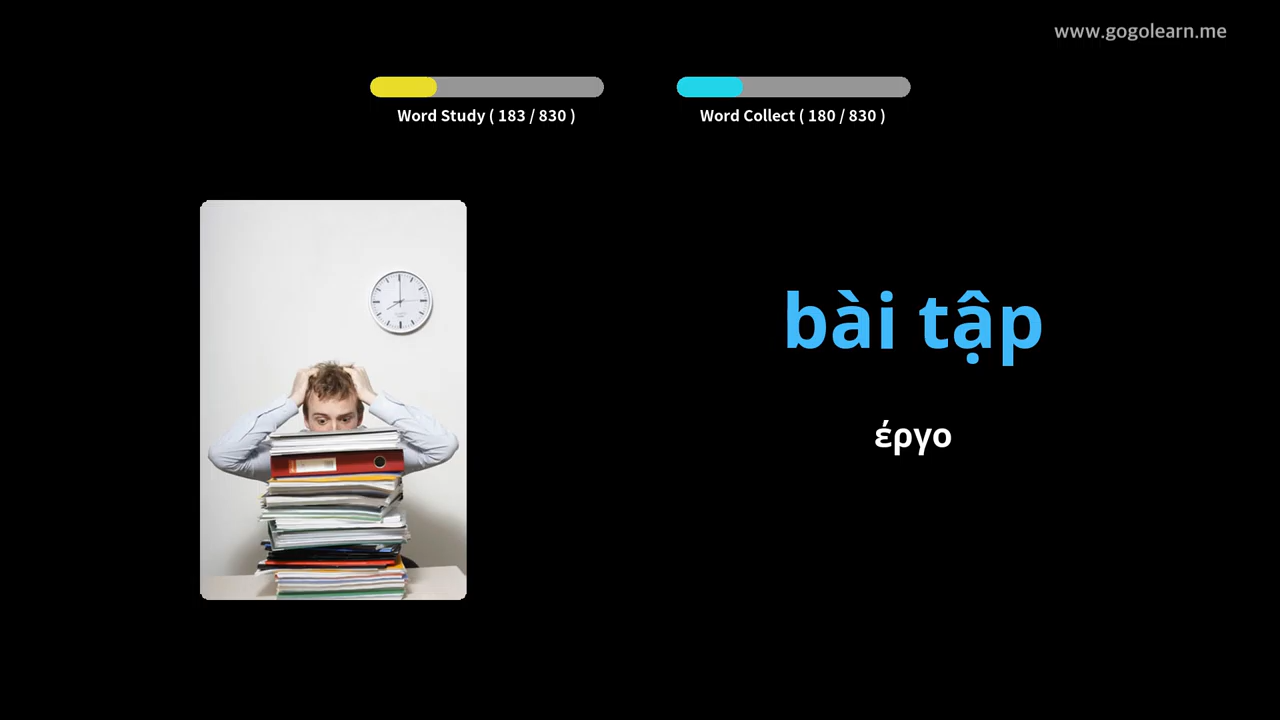 www.gogolearn.me
Word Study ( 183 / 830 )
Word Collect ( 180 / 830 )
bài tập
έργο